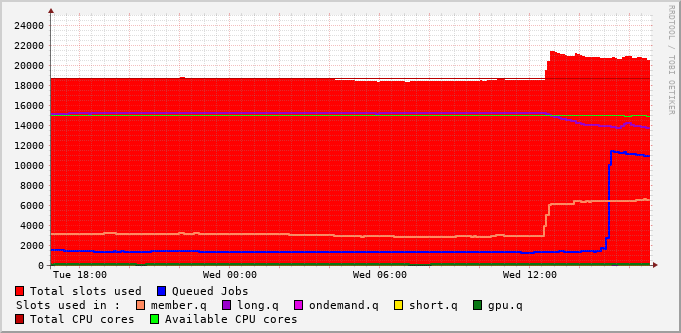 24000
22000
20000
18000
16000
14000
12000
10000
8000
6000
4000
2000
0
Tue 18:00 Wed 00:00 Wed 06:00 Wed 12:00
RRDTOOL / TOBI OETIKER
Total slots used Queued Jobs
Slots used in : member.q long.q ondemand.q short.q gpu.q
Total CPU cores Available CPU cores